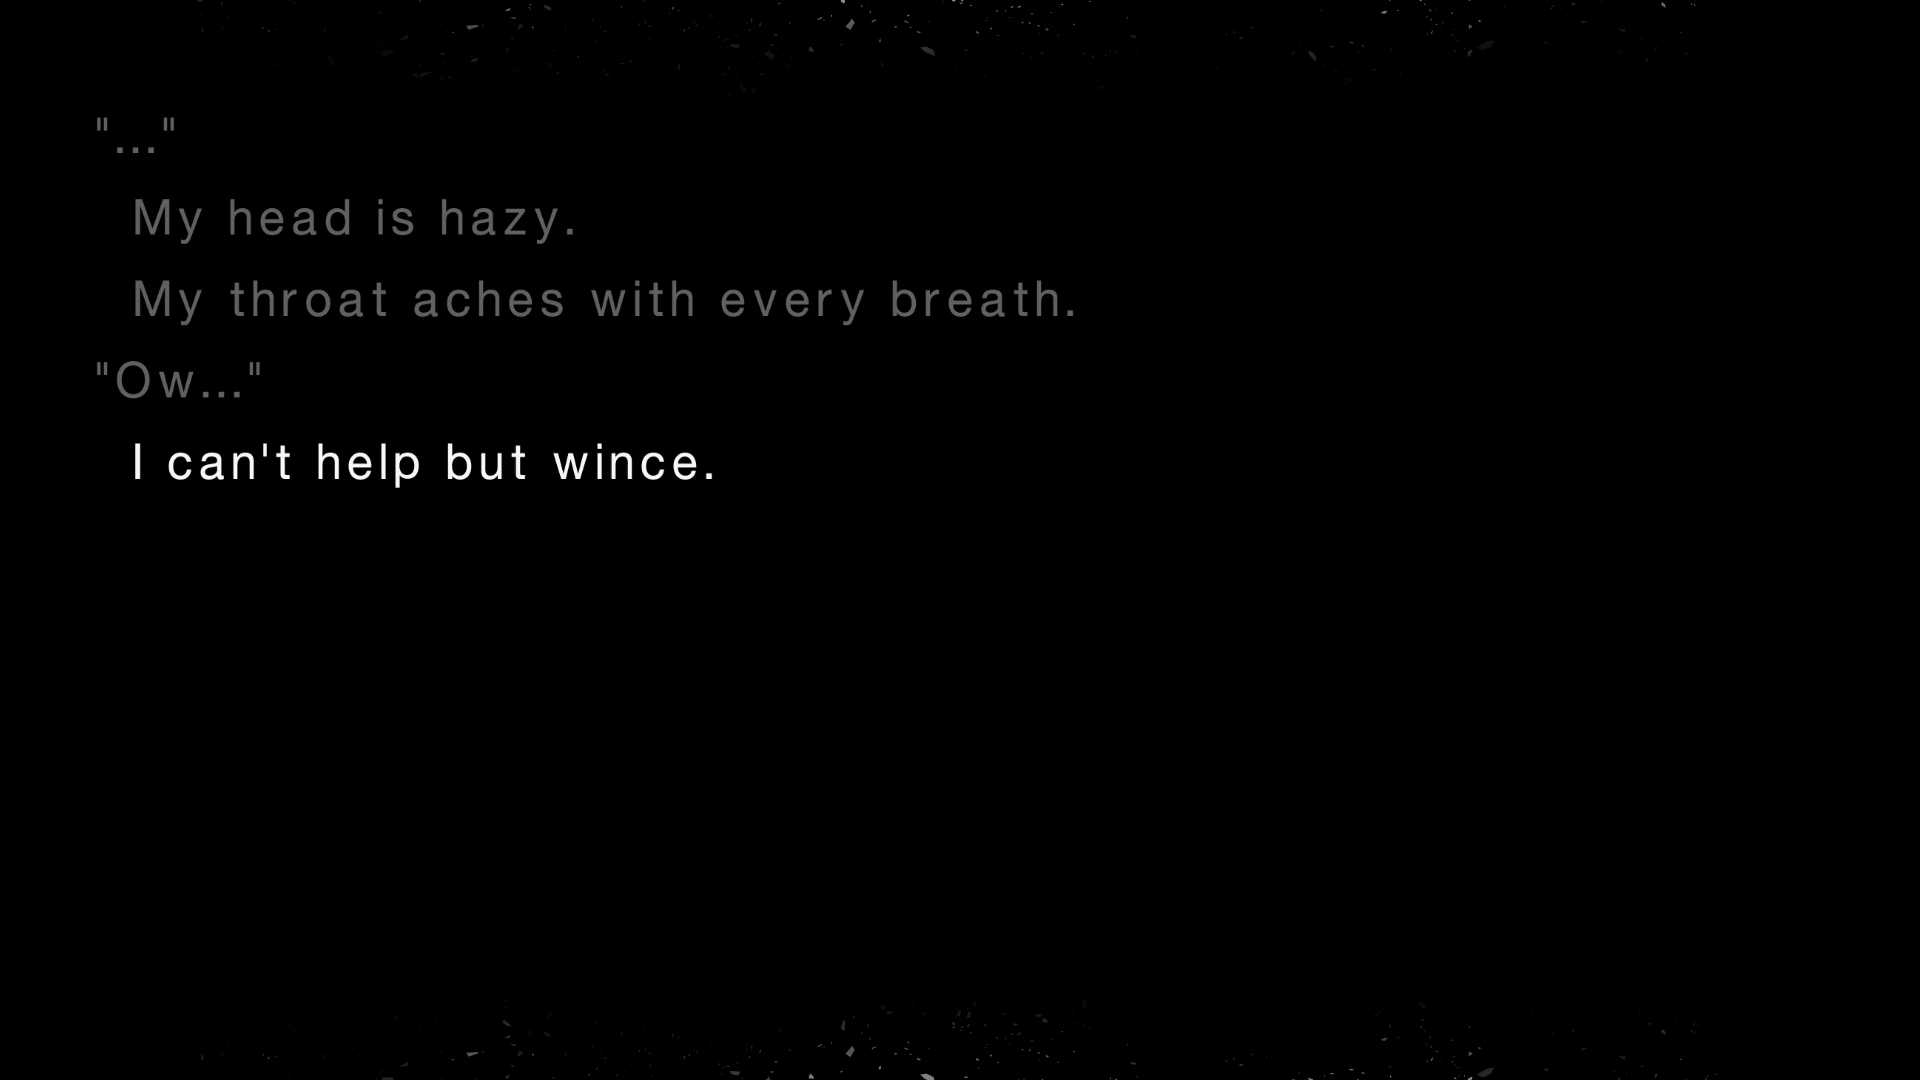 "..."
My head is hazy.
My throat aches with every breath.
"Ow..."
I can't help but wince.